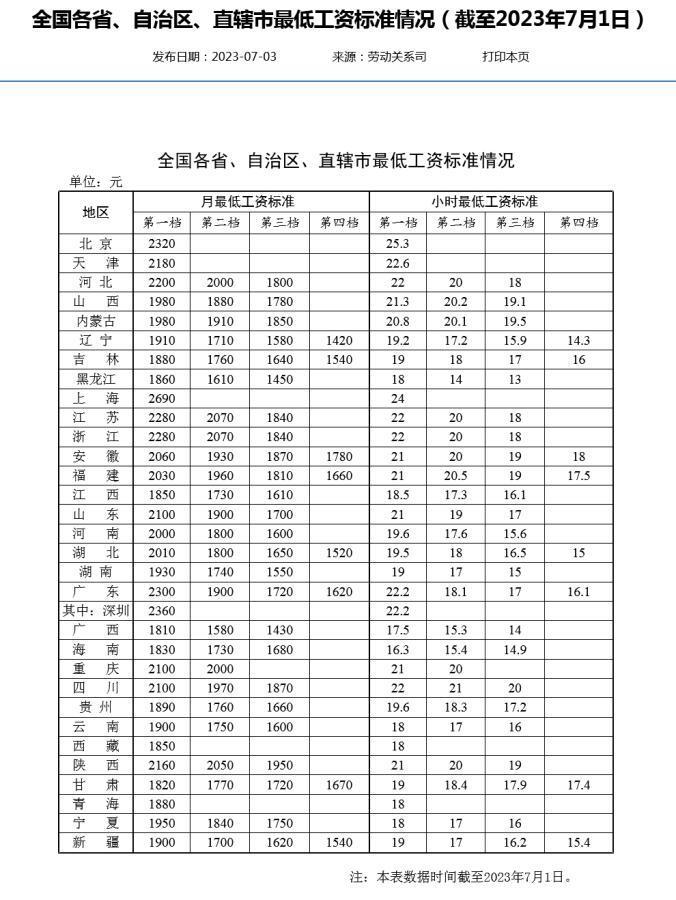 全国各省、自治区、直辖市最低工资标准情况（截至2023年7月1日）
发布日期：2023-07-03 来源：劳动关系司 打印本页
全国各省、自治区、直辖市最低工资标准情况
单位：元
地区 月最低工资标准 小时最低工资标准
第一档 第二档 第三档 第四档 第一档 第二档 第三档 第四档
北京 2320 25.3
天津 2180 22.6
河北 2200 2000 1800 22 20 18
山西 1980 1880 1780 21.3 20.2 19.1
内蒙古 1980 1910 1850 20.8 20.1 19.5
辽宁 1910 1710 1580 1420 19.2 17.2 15.9 14.3
吉林 1880 1760 1640 1540 19 18 17 16
黑龙江 1860 1610 1450 18 14 13
上海 2690 24
江苏 2280 2070 1840 22 20 18
浙江 2280 2070 1840 22 20 18
安徽 2060 1930 1870 1780 21 20 19 18
福建 2030 1960 1810 1660 21 20.5 19 17.5
江西 1850 1730 1610 18.5 17.3 16.1
山东 2100 1900 1700 21 19 17
河南 2000 1800 1600 19.6 17.6 15.6
湖北 2010 1800 1650 1520 19.5 18 16.5 15
湖南 1930 1740 1550 19 17 15
广东 2300 1900 1720 1620 22.2 18.1 17 16.1
其中：深圳 2360 22.2
广西 1810 1580 1430 17.5 15.3 14
海南 1830 1730 1680 16.3 15.4 14.9
重庆 2100 2000 21 20
四川 2100 1970 1870 22 21 20
贵州 1890 1760 1660 19.6 18.3 17.2
云南 1900 1750 1600 18 17 16
西藏 1850 18
陕西 2160 2050 1950 21 20 19
甘肃 1820 1770 1720 1670 19 18.4 17.9 17.4
青海 1880 18
宁夏 1950 1840 1750 18 17 16
新疆 1900 1700 1620 1540 19 17 16.2 15.4
注：本表数据时间截至2023年7月1日。